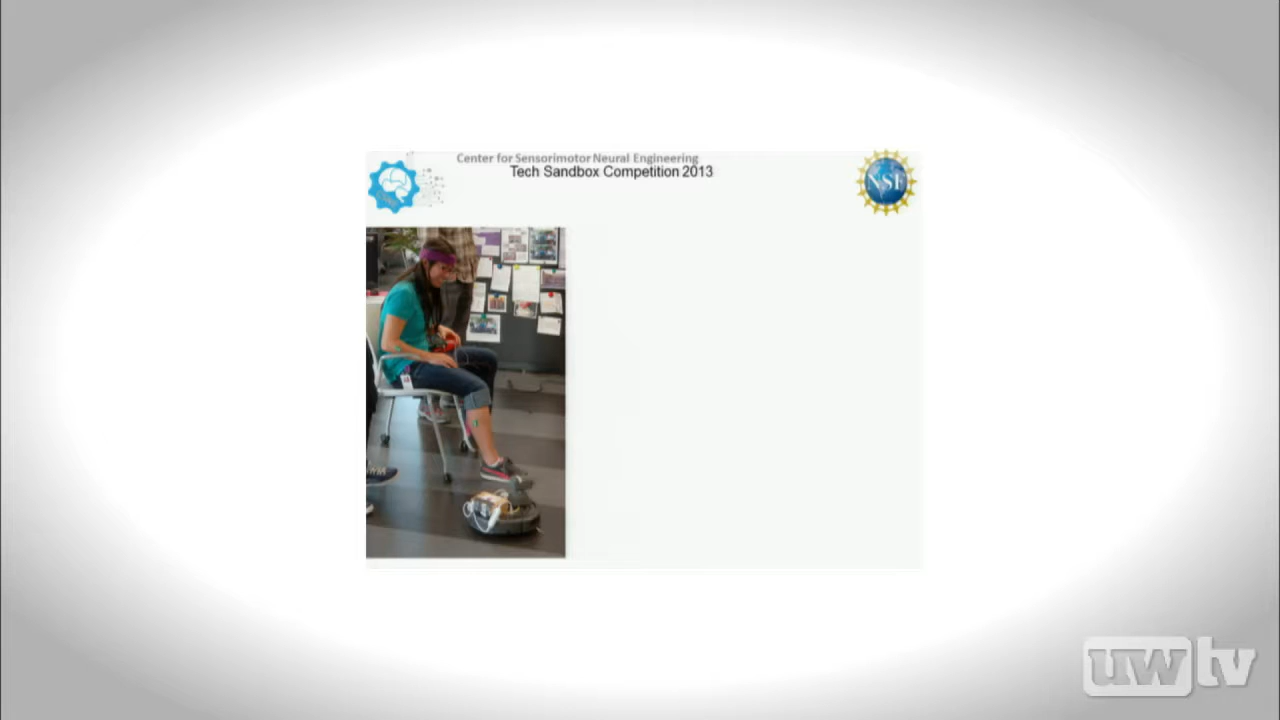 Center for Sensorimotor Neural Engineering
Tech Sandbox Competition 2013
NSF
uwtv